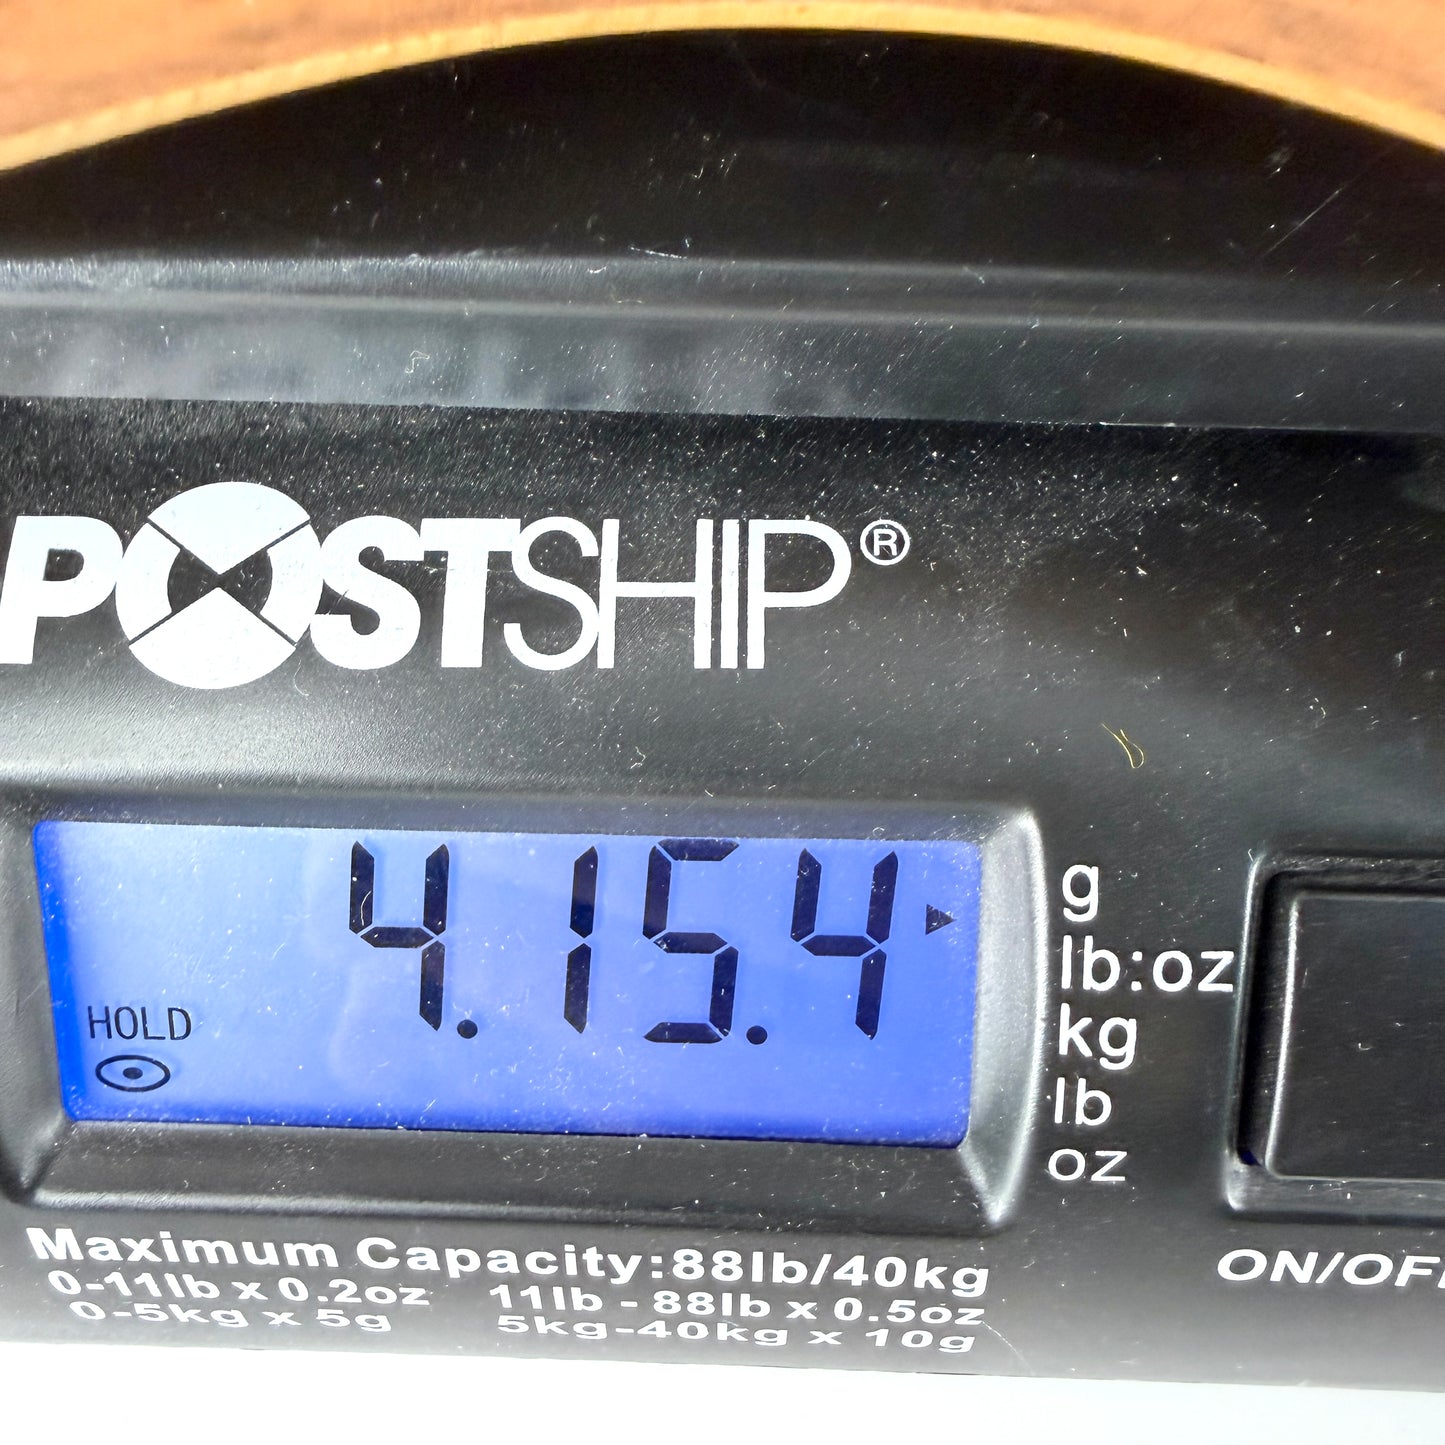 POSTSHIP®
4.15.4
HOLD
g
lb:oz
kg
lb
oz
Maximum Capacity:88lb/40kg
0-11lb x 0.2oz 11lb - 88lb x 0.5oz
0-5kg x 5g 5kg-40kg x 10g
ON/OFF